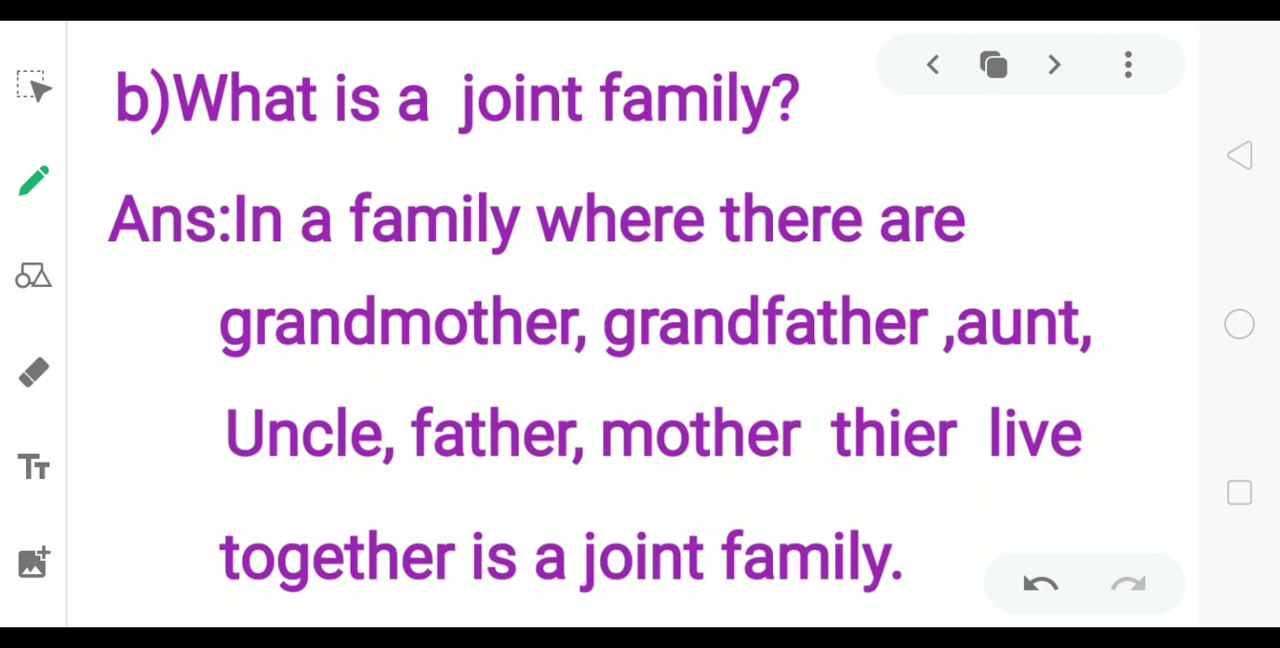 b)What is a joint family?
Ans:In a family where there are
grandmother, grandfather ,aunt,
Uncle, father, mother thier live
together is a joint family.